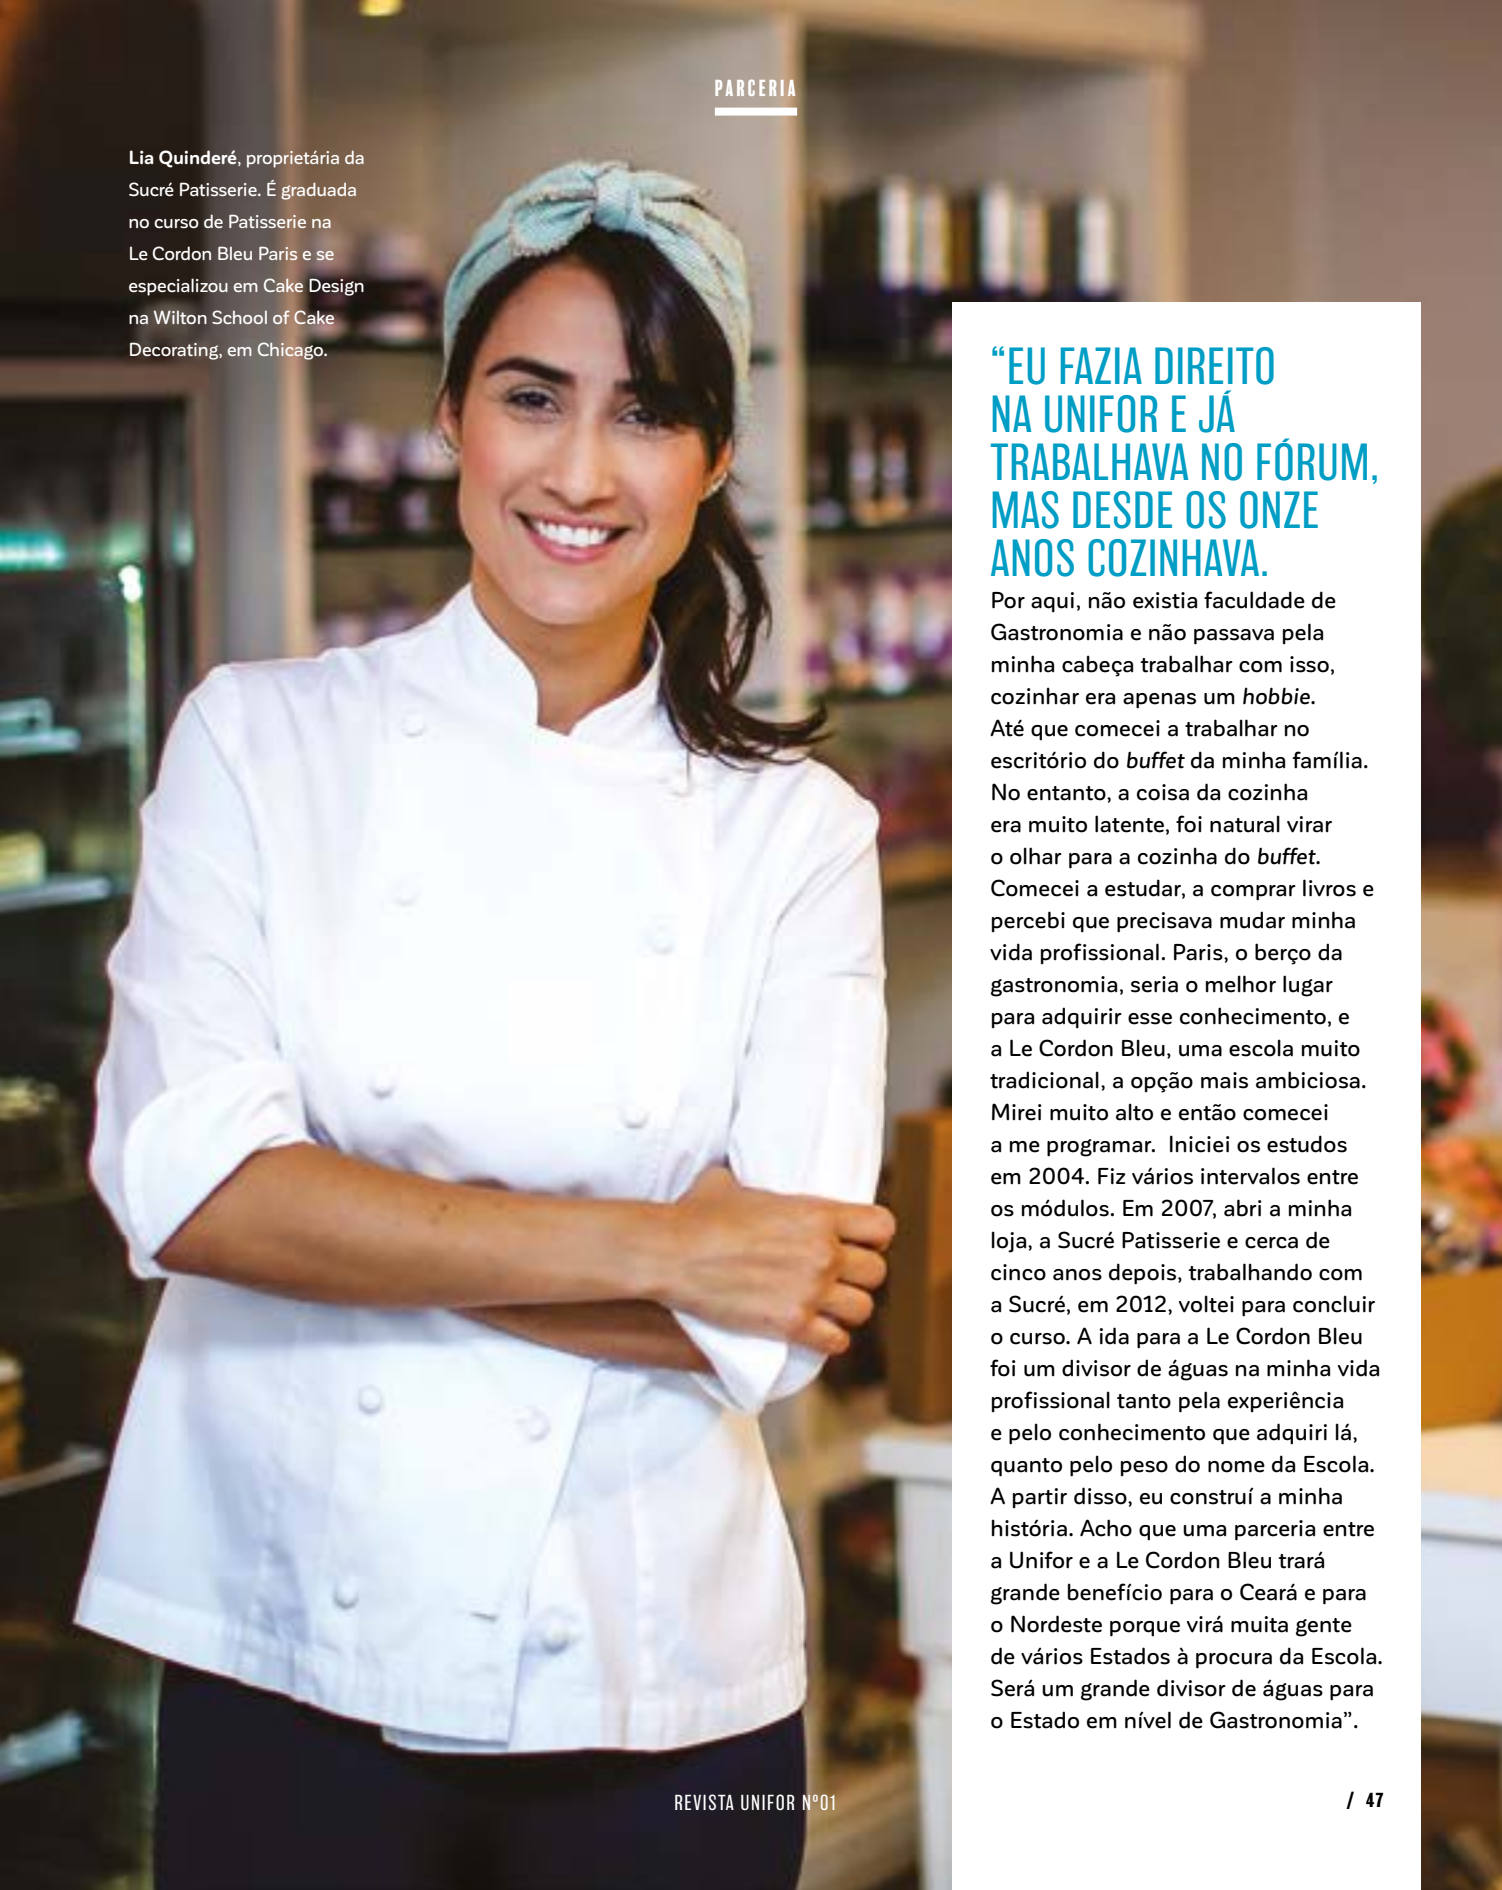 PARCERIA
Lia Quinderé, proprietária da
Sucré Patisserie. É graduada
no curso de Patisserie na
Le Cordon Bleu Paris e se
especializou em Cake Design
na Wilton School of Cake
Decorating, em Chicago.
“EU FAZIA DIREITO
NA UNIFOR E JÁ
TRABALHAVA NO FÓRUM,
MAS DESDE OS ONZE
ANOS COZINHAVA.
Por aqui, não existia faculdade de
Gastronomia e não passava pela
minha cabeça trabalhar com isso,
cozinhar era apenas um hobbie.
Até que comecei a trabalhar no
escritório do buffet da minha família.
No entanto, a coisa da cozinha
era muito latente, foi natural virar
o olhar para a cozinha do buffet.
Comecei a estudar, a comprar livros e
percebi que precisava mudar minha
vida profissional. Paris, o berço da
gastronomia, seria o melhor lugar
para adquirir esse conhecimento, e
a Le Cordon Bleu, uma escola muito
tradicional, a opção mais ambiciosa.
Mirei muito alto e então comecei
a me programar. Iniciei os estudos
em 2004. Fiz vários intervalos entre
os módulos. Em 2007, abri a minha
loja, a Sucré Patisserie e cerca de
cinco anos depois, trabalhando com
a Sucré, em 2012, voltei para concluir
o curso. A ida para a Le Cordon Bleu
foi um divisor de águas na minha vida
profissional tanto pela experiência
e pelo conhecimento que adquiri lá,
quanto pelo peso do nome da Escola.
A partir disso, eu construí a minha
história. Acho que uma parceria entre
a Unifor e a Le Cordon Bleu trará
grande benefício para o Ceará e para
o Nordeste porque virá muita gente
de vários Estados à procura da Escola.
Será um grande divisor de águas para
o Estado em nível de Gastronomia”.
REVISTA UNIFOR Nº01
/ 47